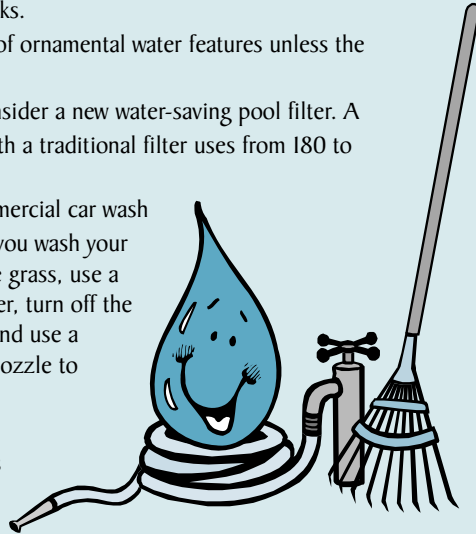 ks.
of ornamental water features unless the
nsider a new water-saving pool filter. A
th a traditional filter uses from 180 to
mercial car wash
you wash your
e grass, use a
er, turn off the
nd use a
ozzle to
s